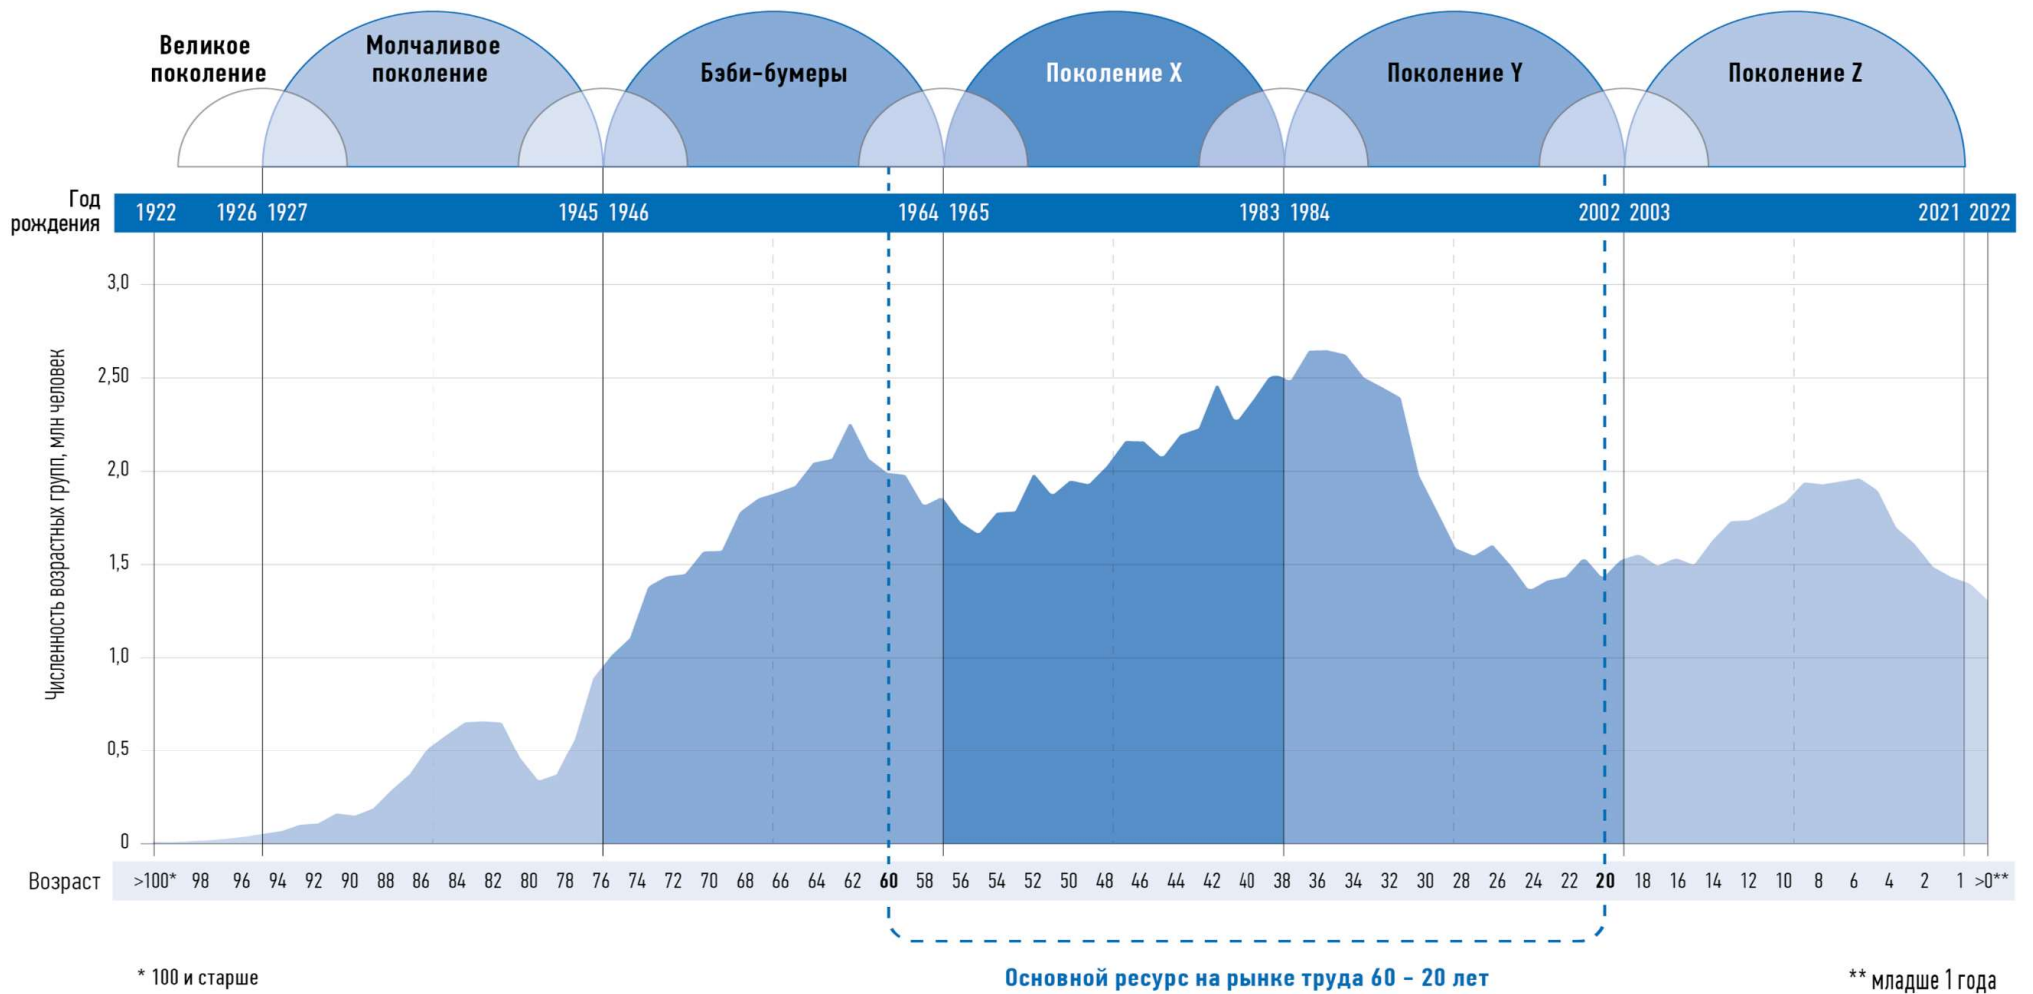 Великое
поколение
Молчаливое
поколение
Бэби-бумеры
Поколение X
Поколение Y
Поколение Z
Год
рождения
1922 1926 1927 1945 1946 1964 1965 1983 1984 2002 2003 2021 2022
Численность возрастных групп, млн человек
3,0
2,50
2,0
1,5
1,0
0,5
0
Возраст >100* 98 96 94 92 90 88 86 84 82 80 78 76 74 72 70 68 66 64 62 60 58 56 54 52 50 48 46 44 42 40 38 36 34 32 30 28 26 24 22 20 18 16 14 12 10 8 6 4 2 1 >0**
* 100 и старше
Основной ресурс на рынке труда 60 – 20 лет
** младше 1 года